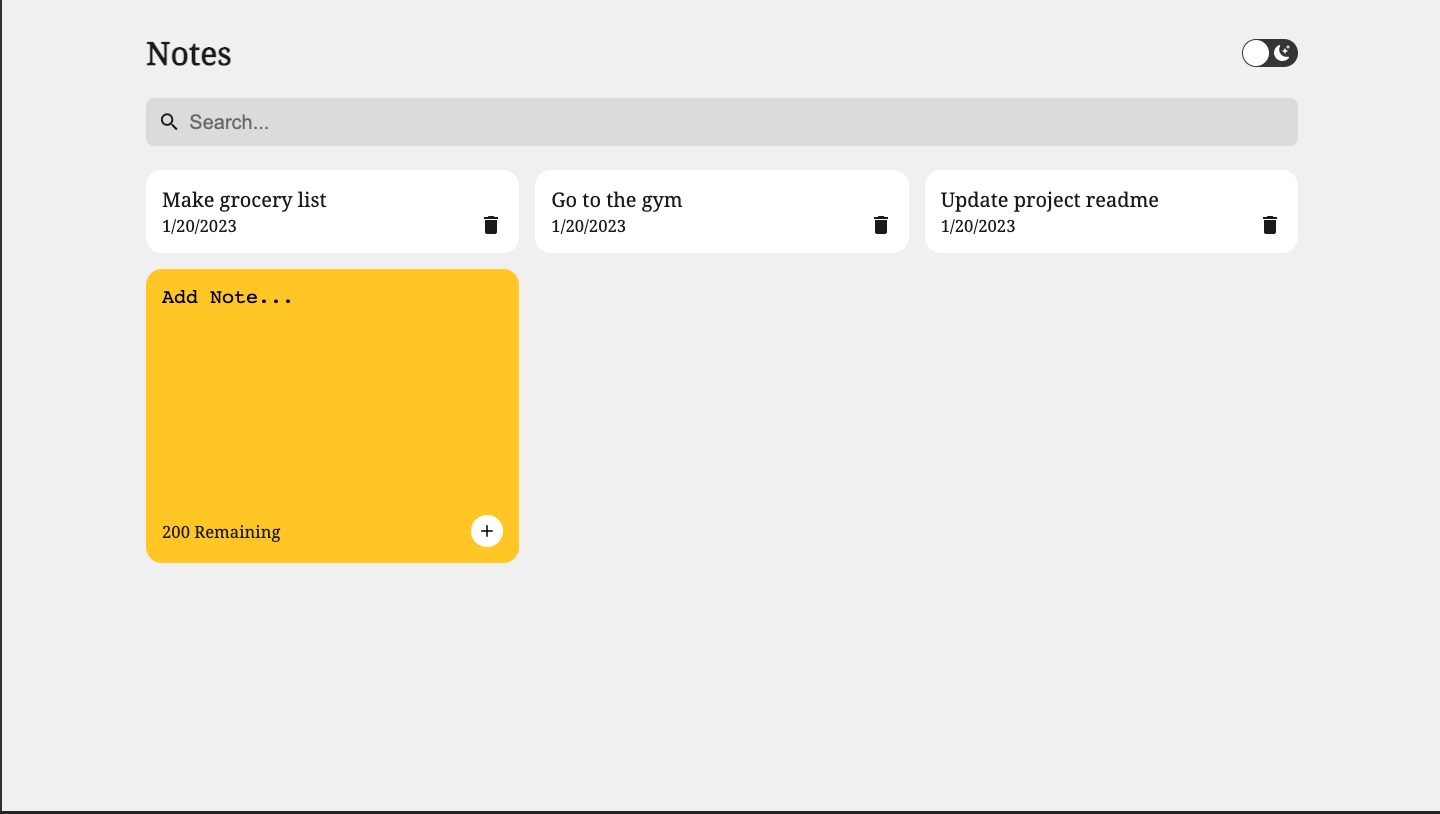 Notes
Search...
Make grocery list
1/20/2023
Go to the gym
1/20/2023
Update project readme
1/20/2023
Add Note...
200 Remaining